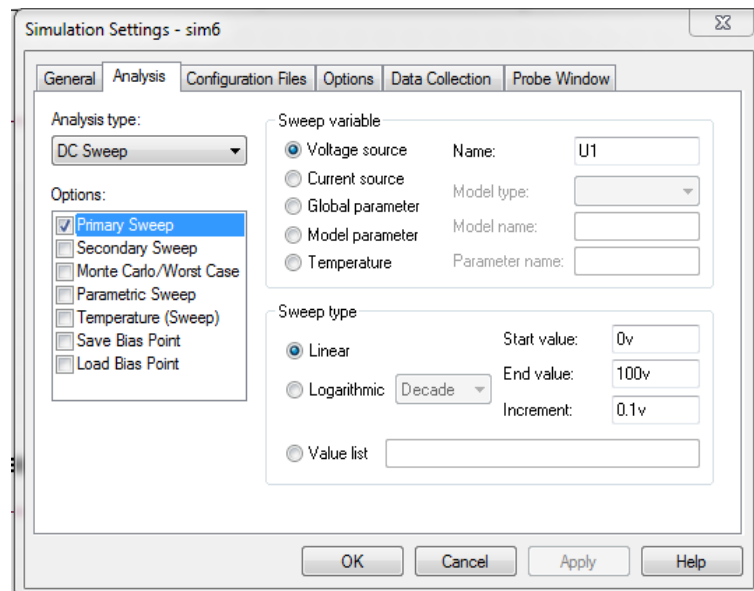 Simulation Settings - sim6
General Analysis Configuration Files Options Data Collection Probe Window
Analysis type:
DC Sweep
Options:
Primary Sweep
Secondary Sweep
Monte Carlo/Worst Case
Parametric Sweep
Temperature (Sweep)
Save Bias Point
Load Bias Point
Sweep variable
Voltage source
Current source
Global parameter
Model parameter
Temperature
Name: U1
Model type:
Model name:
Parameter name:
Sweep type
Linear
Logarithmic Decade
Value list
Start value: 0v
End value: 100v
Increment: 0.1v
OK Cancel Apply Help